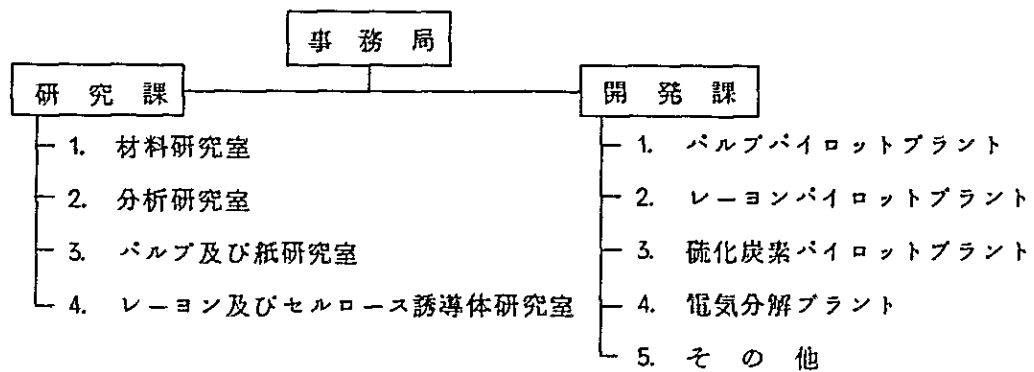 事務局
研究課
1. 材料研究室
2. 分析研究室
3. パルプ及び紙研究室
4. レーヨン及びセルロース誘導体研究室
開発課
1. パルプパイロットプラント
2. レーヨンパイロットプラント
3. 硫化炭素パイロットプラント
4. 電気分解プラント
5. その他